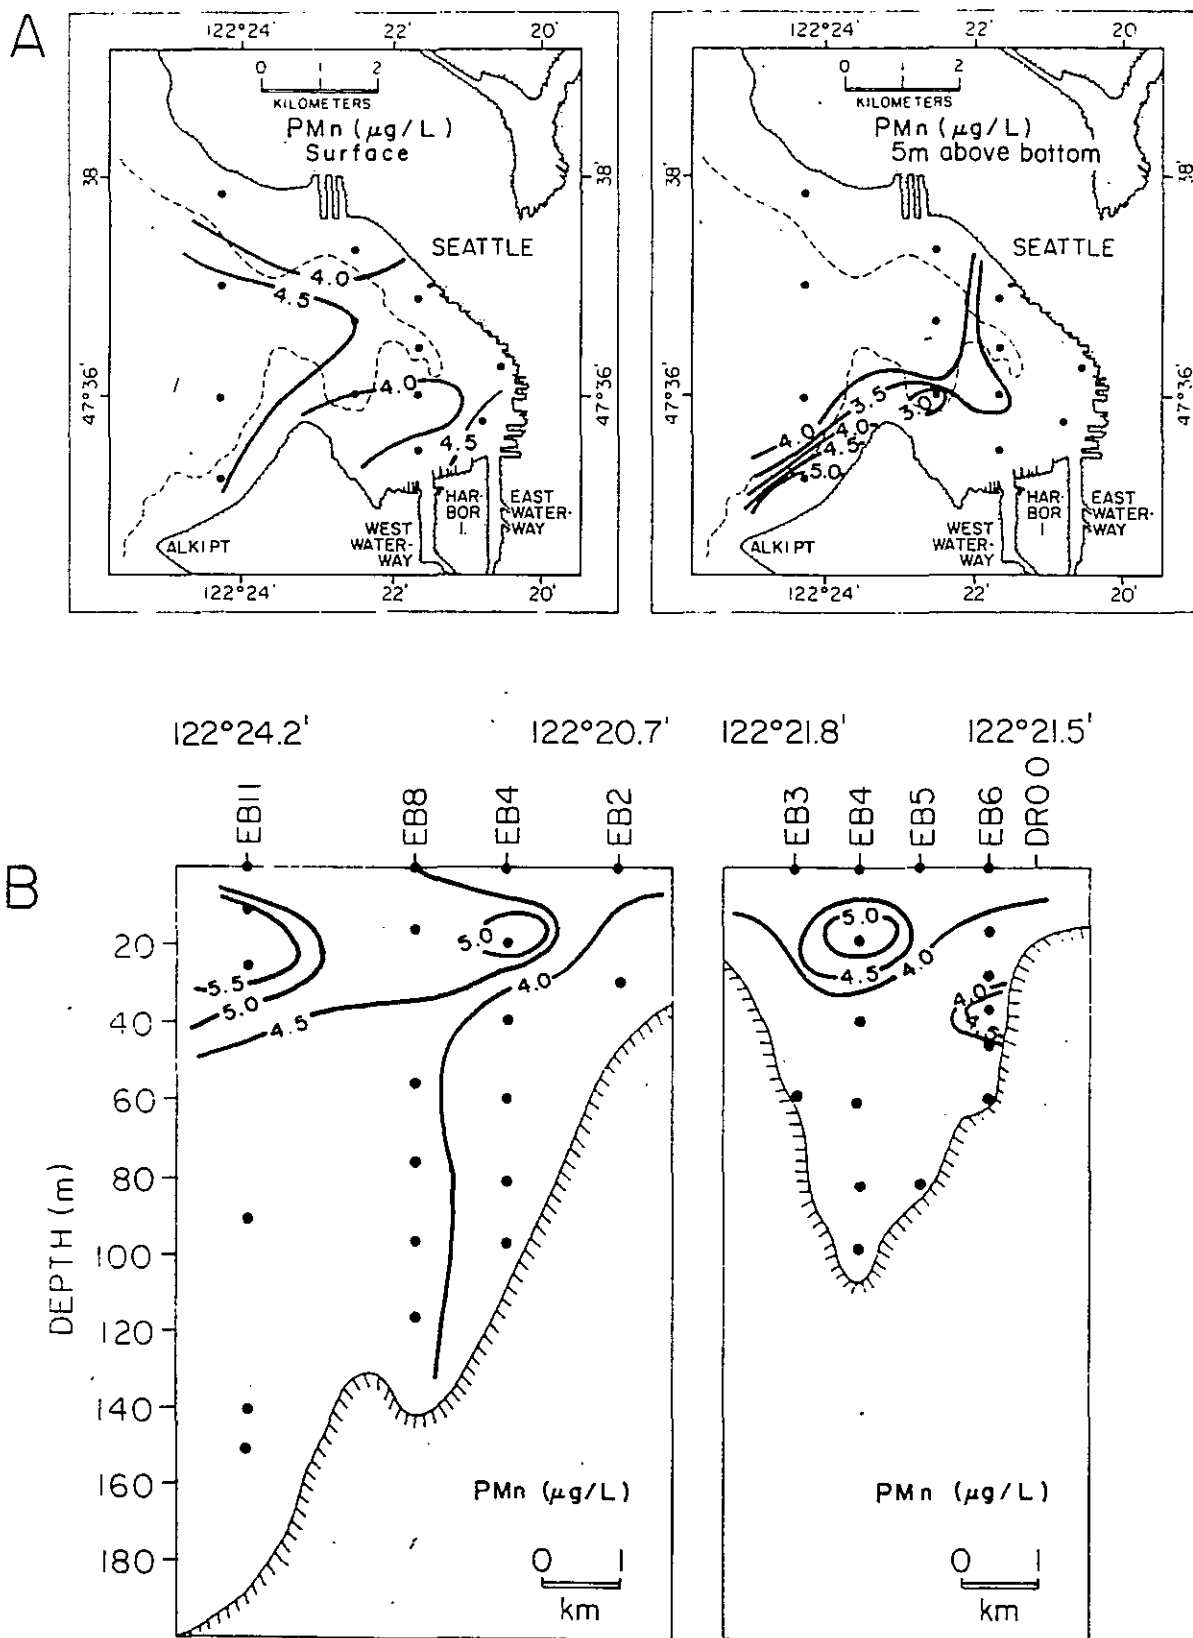 A
122°24'
22'
20'
0
2
KILOMETERS
PMn (μg/L)
Surface
38'
SEATTLE
4.0
4.5
4.0
4.5
47°36'
HAR-
BOR
I.
EAST
WATER-
WAY
WEST
WATER-
WAY
ALKI PT
122°24'
22'
20'
122°24'
22'
20'
0
2
KILOMETERS
PMn (μg/L)
5m above bottom
38'
38'
SEATTLE
47°36'
3.5
3.0
4.0
4.0
4.5
5.0
HAR-
BOR
I
EAST
WATER-
WAY
WEST
WATER-
WAY
ALKI PT
122°24'
22'
20'
B
122°24.2'
122°20.7'
EB11
EB8
EB4
EB2
5.0
5.5
5.0
4.5
4.0
DEPTH (m)
20
40
60
80
100
120
140
160
180
PMn (μg/L)
0
1
km
122°21.8'
122°21.5'
EB3
EB4
EB5
EB6
DR00
5.0
4.5
4.0
4.0
4.5
PMn (μg/L)
0
1
km